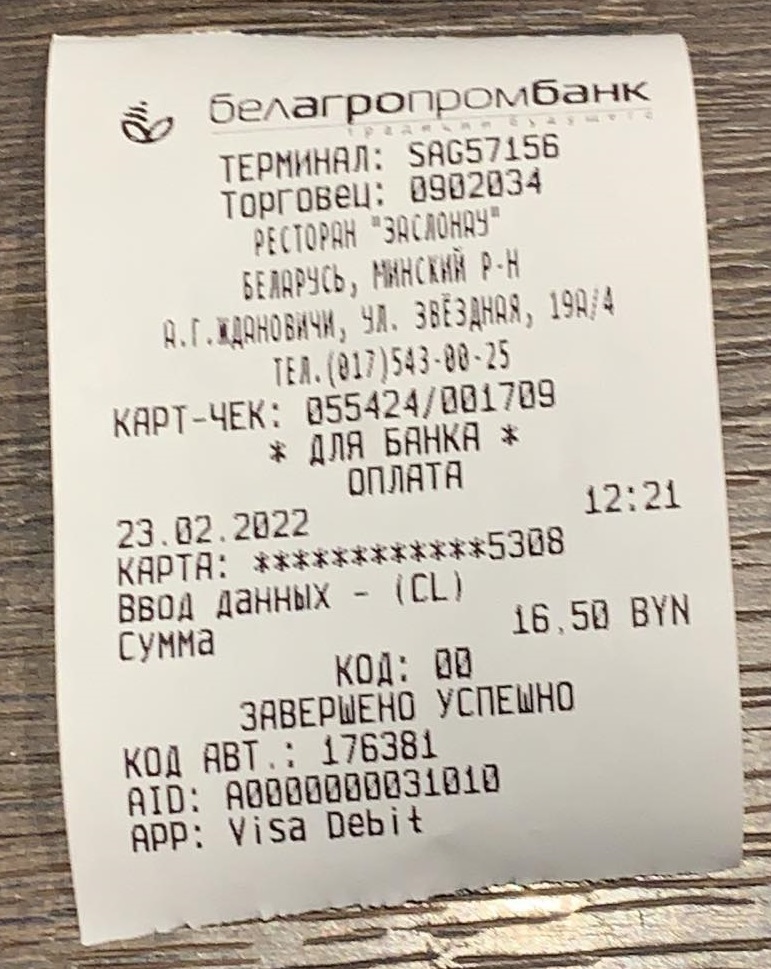 белагропромбанк
традиции будущего
ТЕРМИНАЛ: SAG57156
Торговец: 0902034
РЕСТОРАН "ЗАСЛОНАУ"
БЕЛАРУСЬ, МИНСКИЙ Р-Н
А.Г.ЖДАНОВИЧИ, УЛ. ЗВЁЗДНАЯ, 19А/4
ТЕЛ.(017)543-00-25
КАРТ-ЧЕК: 055424/001709
* ДЛЯ БАНКА *
ОПЛАТА
23.02.2022 12:21
КАРТА: ************5308
Ввод данных - (CL)
Сумма 16.50 BYN
КОД: 00
ЗАВЕРШЕНО УСПЕШНО
КОД АВТ.: 176381
AID: A0000000031010
APP: Visa Debit